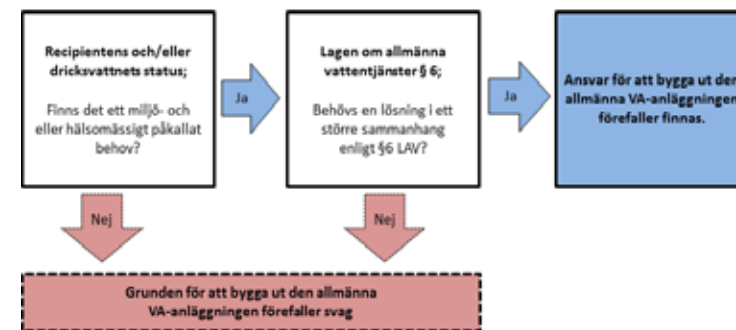 Recipientens och/eller
dricksvattnets status;
Finns det ett miljö- och
eller hälsomässigt påkallat
behov?
Ja
Lagen om allmänna
vattentjänster § 6;
Behövs en lösning i ett
större sammanhang
enligt §6 LAV?
Ja
Ansvar för att bygga ut den
allmänna VA-anläggningen
förefaller finnas.
Nej
Nej
Grunden för att bygga ut den allmänna
VA-anläggningen förefaller svag